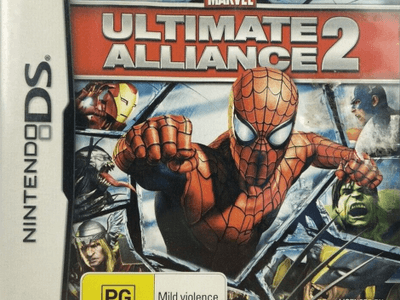 MARVEL
ULTIMATE
ALLIANCE 2
NINTENDO DS
PG
Mild violence